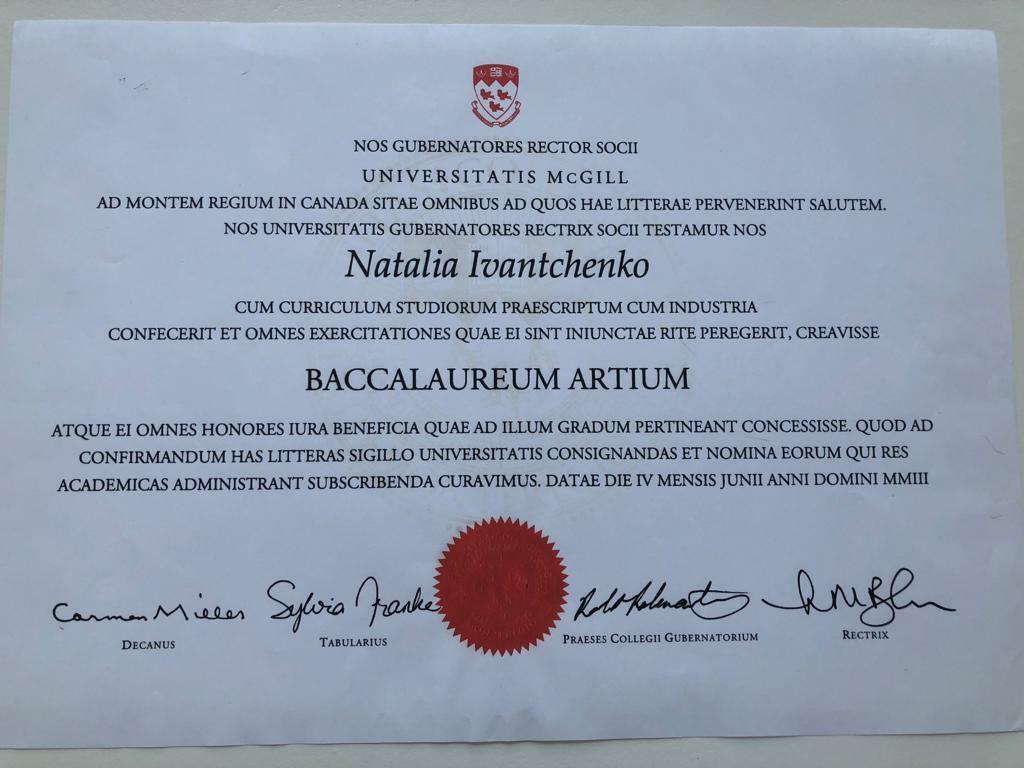 NOS GUBERNATORES RECTOR SOCII
UNIVERSITATIS McGILL
AD MONTEM REGIUM IN CANADA SITAE OMNIBUS AD QUOS HAE LITTERAE PERVENERINT SALUTEM.
NOS UNIVERSITATIS GUBERNATORES RECTRIX SOCII TESTAMUR NOS
Natalia Ivantchenko
CUM CURRICULUM STUDIORUM PRAESCRIPTUM CUM INDUSTRIA
CONFECERIT ET OMNES EXERCITATIONES QUAE EI SINT INIUNCTAE RITE PEREGERIT, CREAVISSE
BACCALAUREUM ARTIUM
ATQUE EI OMNES HONORES IURA BENEFICIA QUAE AD ILLUM GRADUM PERTINEANT CONCESSISSE. QUOD AD
CONFIRMANDUM HAS LITTERAS SIGILLO UNIVERSITATIS CONSIGNANDAS ET NOMINA EORUM QUI RES
ACADEMICAS ADMINISTRANT SUBSCRIBENDA CURAVIMUS. DATAE DIE IV MENSIS JUNII ANNI DOMINI MMIII
Carman Miller Sylvia Franke
DECANUS TABULARIUS PRAESES COLLEGII GUBERNATORIUM RECTRIX